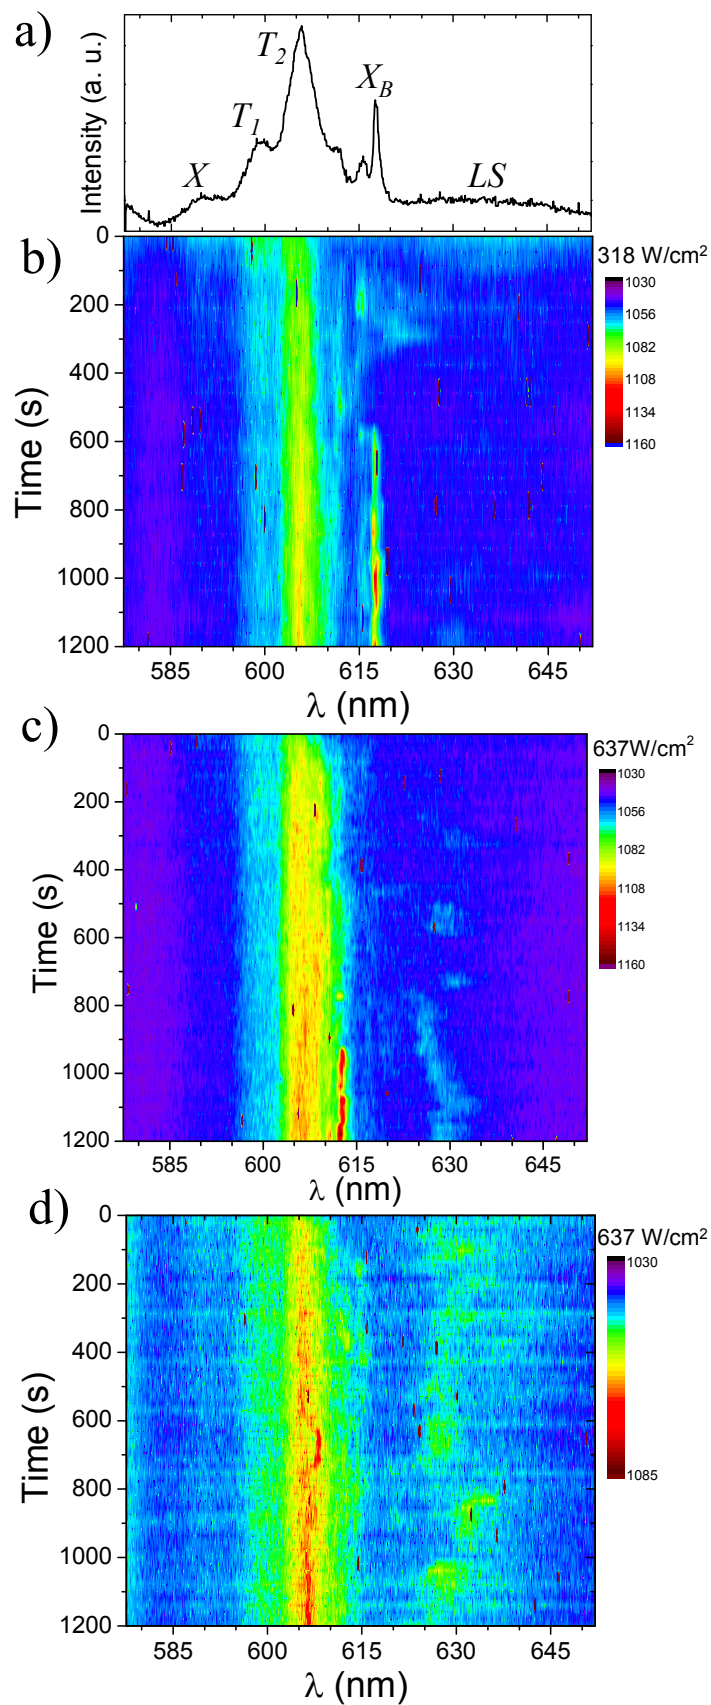 a)
Intensity (a. u.)
X
T1
T2
XB
LS
b)
318 W/cm²
0
200
400
600
800
1000
1200
Time (s)
1030
1056
1082
1108
1134
1160
585 600 615 630 645
λ (nm)
c)
637W/cm²
0
200
400
600
800
1000
1200
Time (s)
1030
1056
1082
1108
1134
1160
585 600 615 630 645
λ (nm)
d)
637 W/cm²
0
200
400
600
800
1000
1200
Time (s)
1030
1085
585 600 615 630 645
λ (nm)